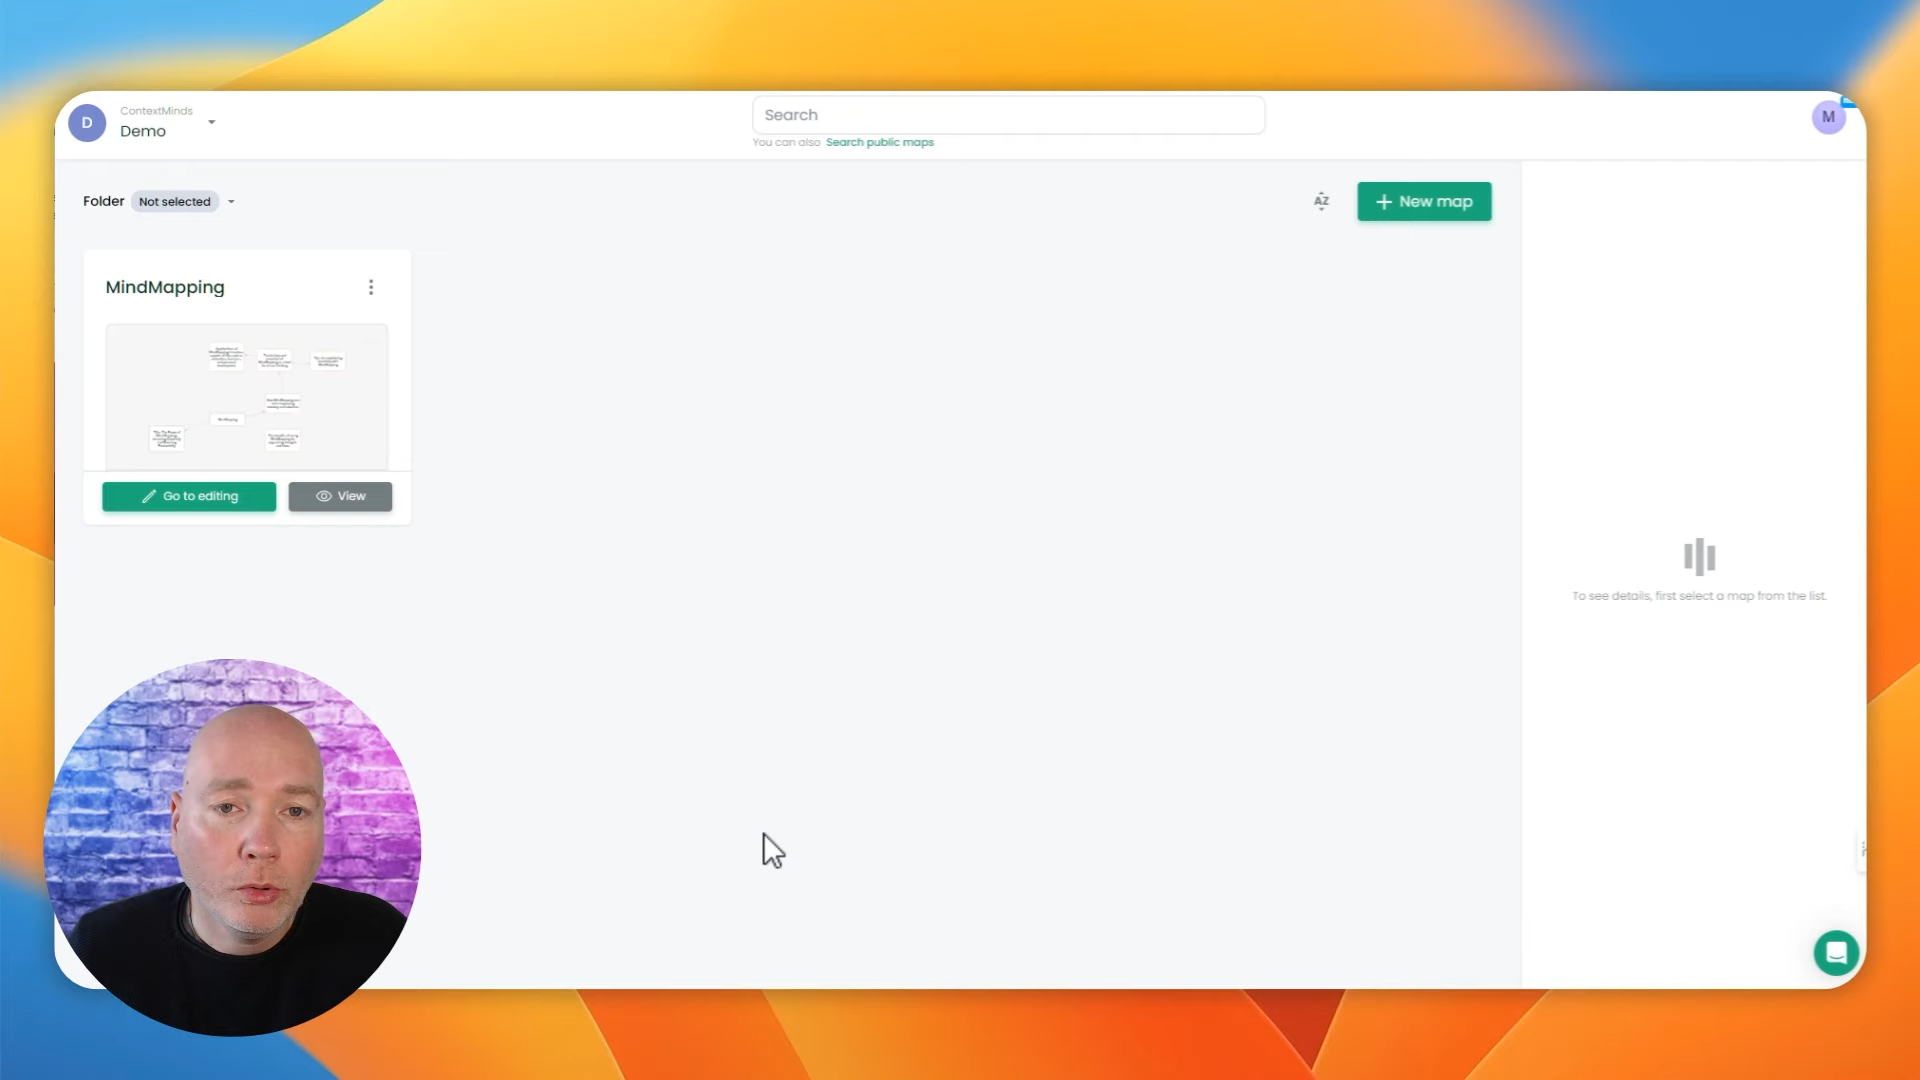 D
ContextMinds
Demo
Search
You can also Search public maps
M
Folder Not selected
AZ
New map
MindMapping
Go to editing
View
To see details, first select a map from the list.